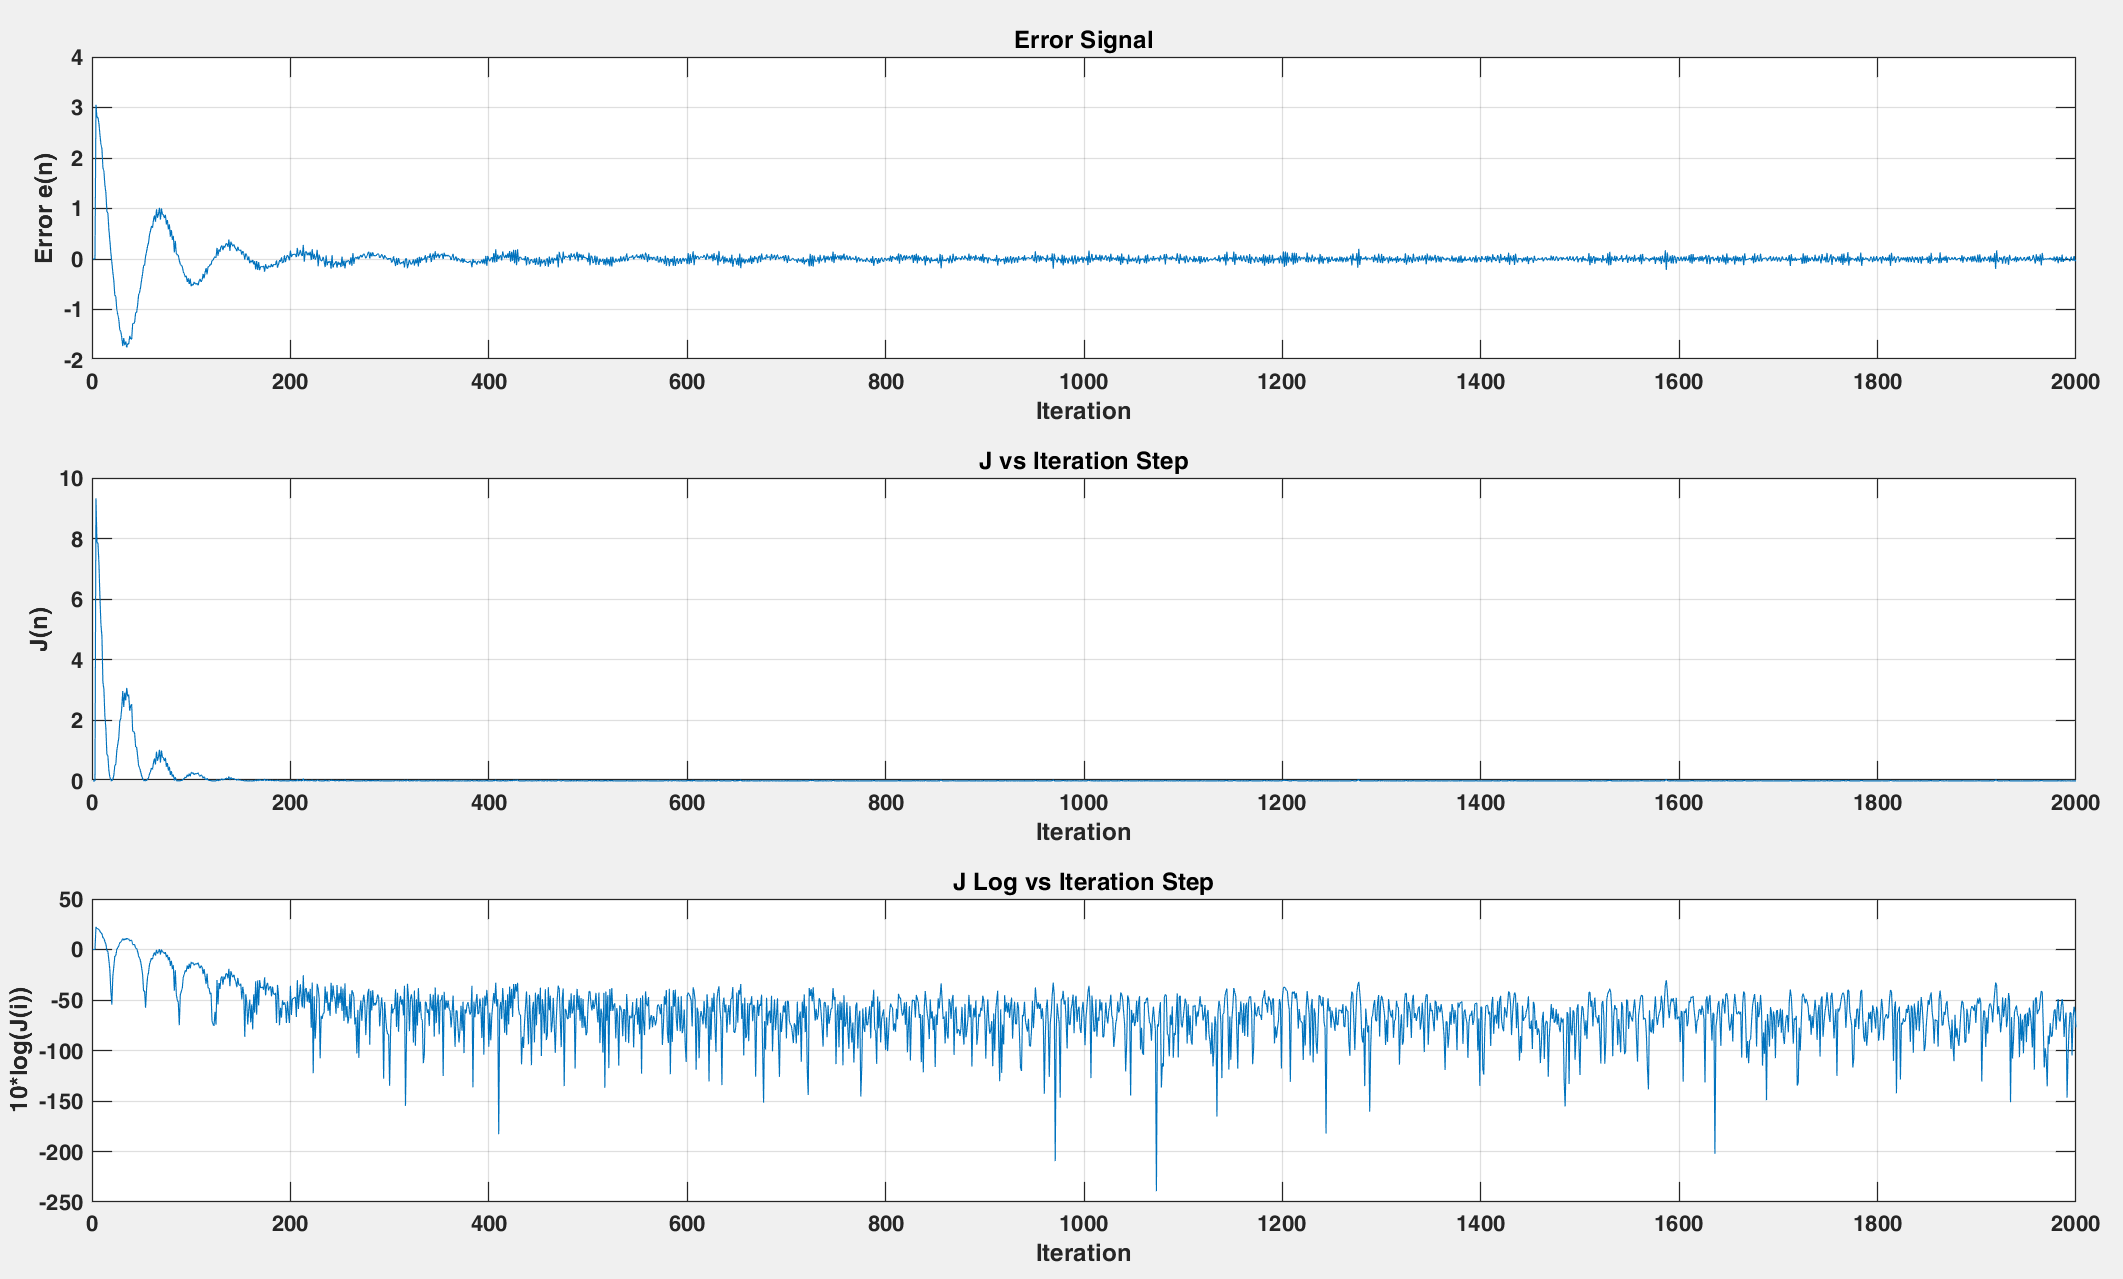 Error Signal
4
3
2
1
0
-1
-2
Error e(n)
0 200 400 600 800 1000 1200 1400 1600 1800 2000
Iteration
J vs Iteration Step
10
8
6
4
2
0
J(n)
0 200 400 600 800 1000 1200 1400 1600 1800 2000
Iteration
J Log vs Iteration Step
50
0
-50
-100
-150
-200
-250
10*log(J(i))
0 200 400 600 800 1000 1200 1400 1600 1800 2000
Iteration